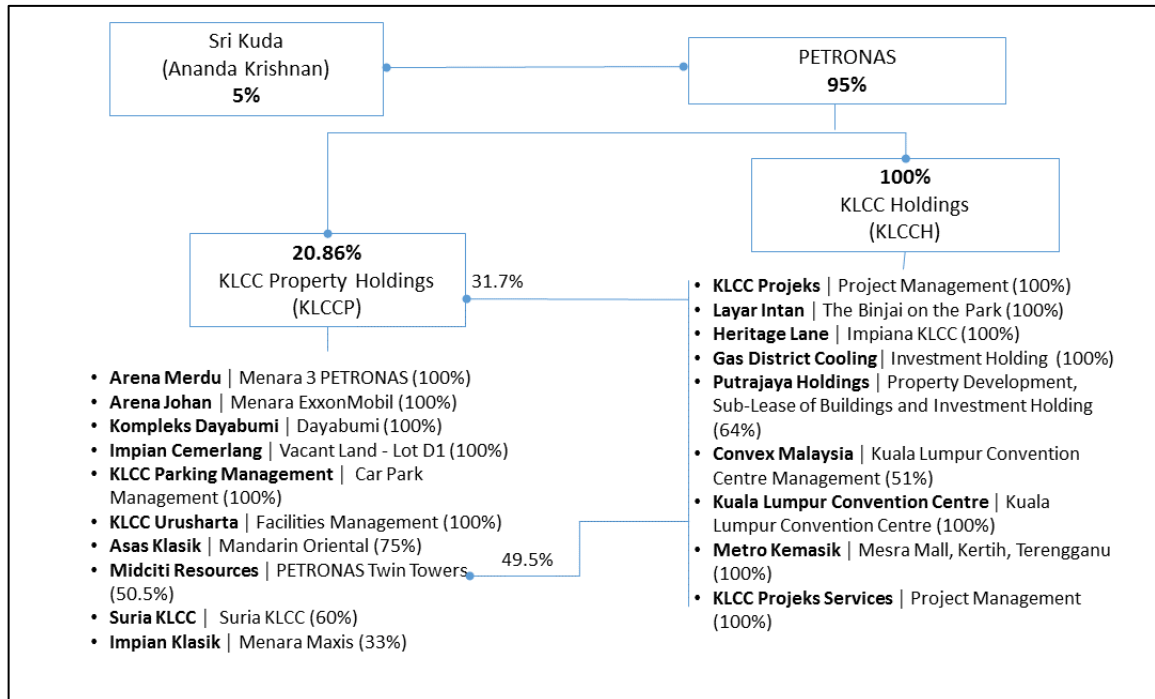 Sri Kuda
(Ananda Krishnan)
5%
PETRONAS
95%
100%
KLCC Holdings
(KLCCH)
20.86%
KLCC Property Holdings
(KLCCP)
31.7%
• Arena Merdu | Menara 3 PETRONAS (100%)
• Arena Johan | Menara ExxonMobil (100%)
• Kompleks Dayabumi | Dayabumi (100%)
• Impian Cemerlang | Vacant Land - Lot D1 (100%)
• KLCC Parking Management | Car Park
Management (100%)
• KLCC Urusharta | Facilities Management (100%)
• Asas Klasik | Mandarin Oriental (75%)
• Midciti Resources | PETRONAS Twin Towers
(50.5%)
• Suria KLCC | Suria KLCC (60%)
• Impian Klasik | Menara Maxis (33%)
49.5%
• KLCC Projeks | Project Management (100%)
• Layar Intan | The Binjai on the Park (100%)
• Heritage Lane | Impiana KLCC (100%)
• Gas District Cooling | Investment Holding (100%)
• Putrajaya Holdings | Property Development,
Sub-Lease of Buildings and Investment Holding
(64%)
• Convex Malaysia | Kuala Lumpur Convention
Centre Management (51%)
• Kuala Lumpur Convention Centre | Kuala
Lumpur Convention Centre (100%)
• Metro Kemasik | Mesra Mall, Kertih, Terengganu
(100%)
• KLCC Projeks Services | Project Management
(100%)